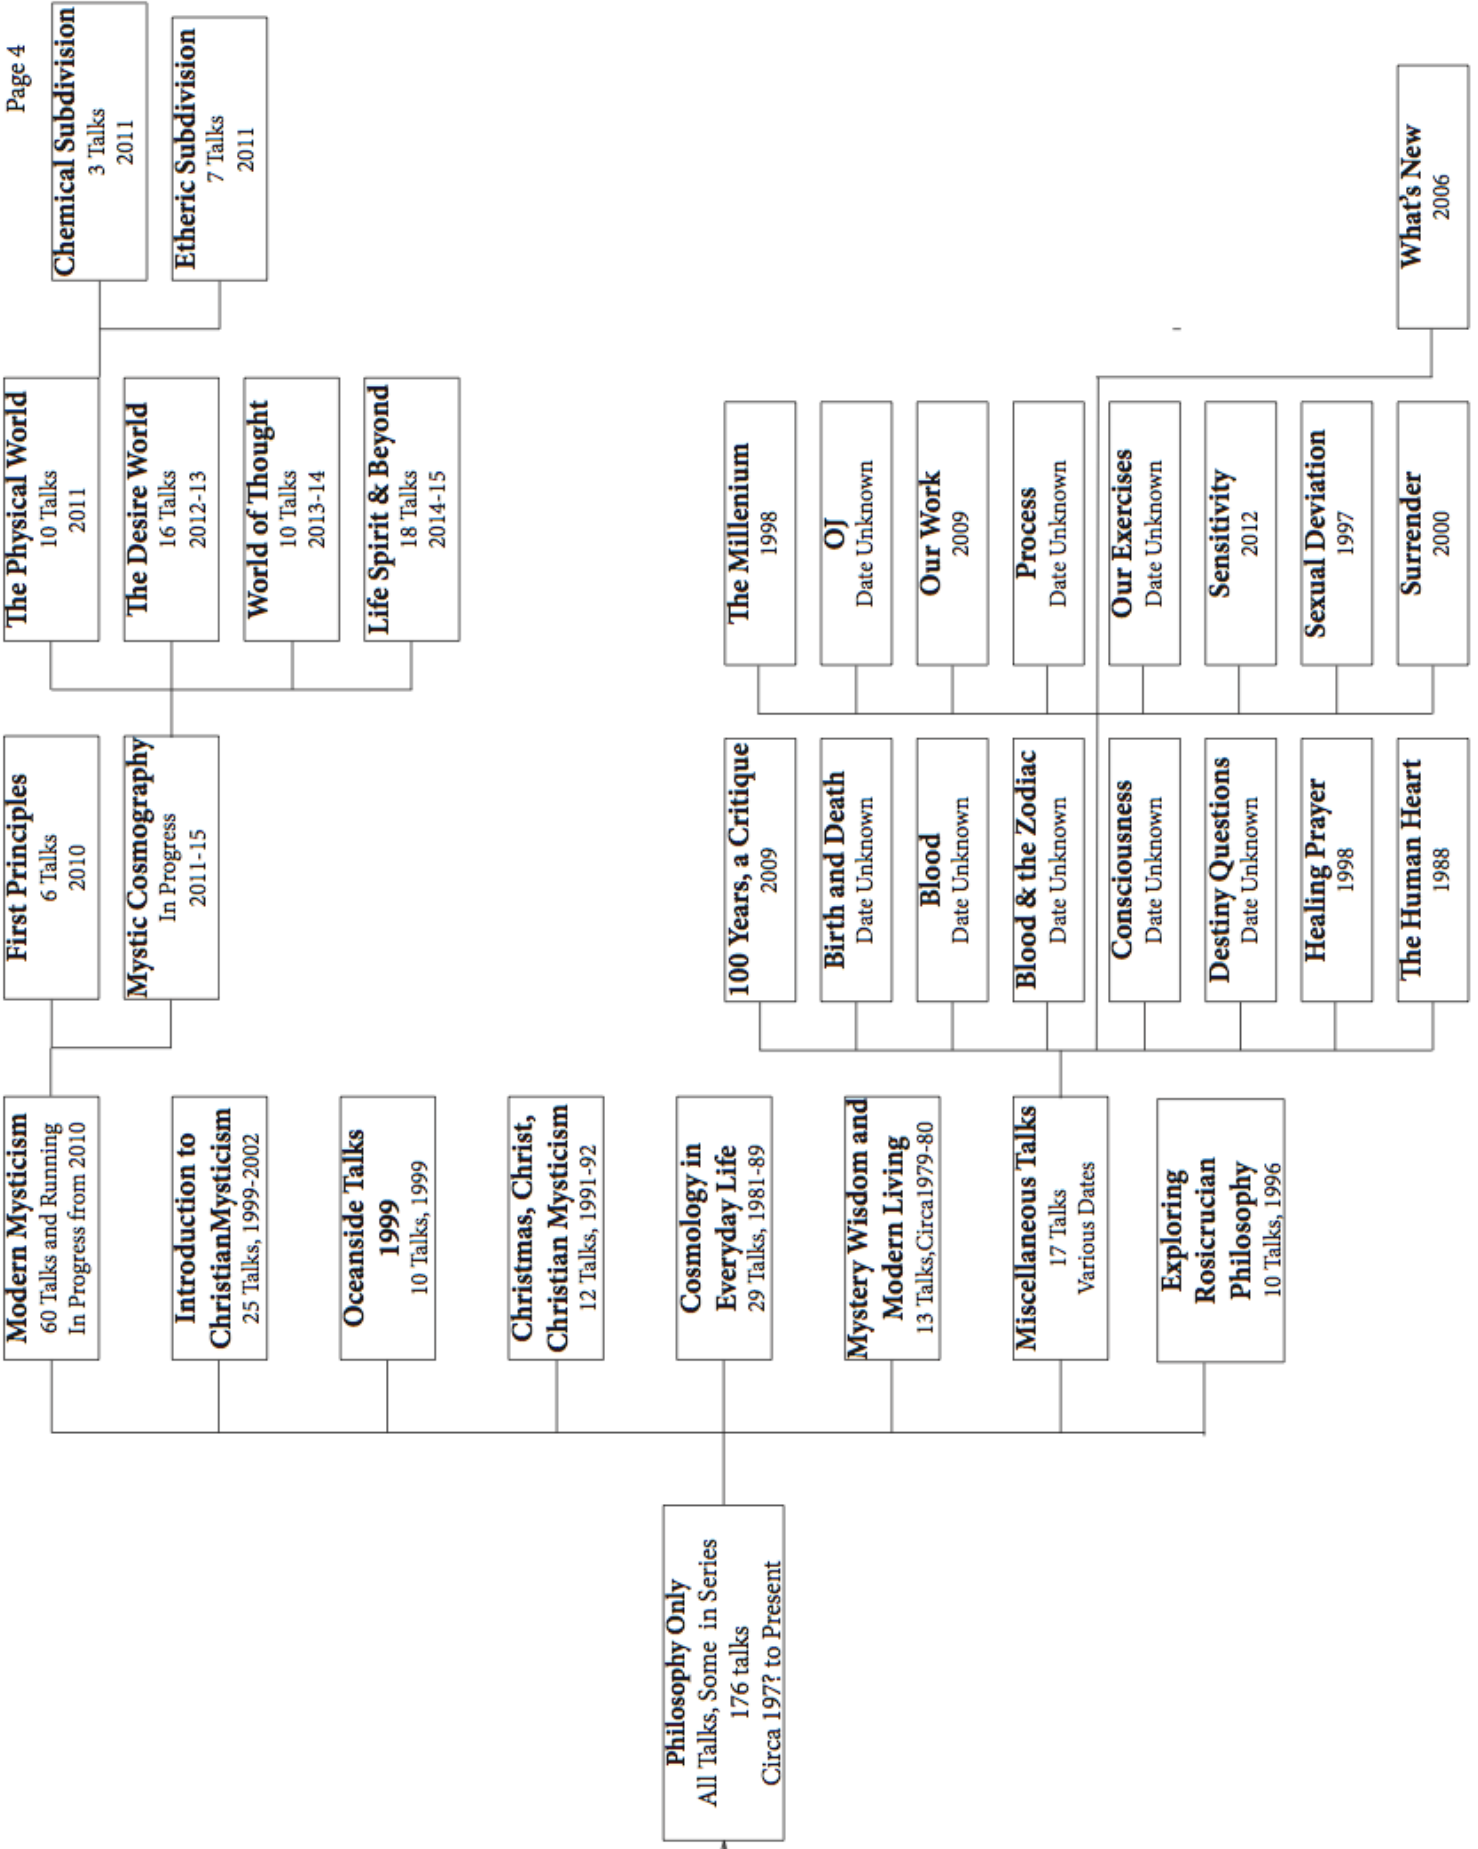 Page 4
Philosophy Only
All Talks, Some in Series
176 talks
Circa 197? to Present
Modern Mysticism
60 Talks and Running
In Progress from 2010
Introduction to
ChristianMysticism
25 Talks, 1999-2002
Oceanside Talks
1999
10 Talks, 1999
Christmas, Christ,
Christian Mysticism
12 Talks, 1991-92
Cosmology in
Everyday Life
29 Talks, 1981-89
Mystery Wisdom and
Modern Living
13 Talks,Circa1979-80
Miscellaneous Talks
17 Talks
Various Dates
Exploring
Rosicrucian
Philosophy
10 Talks, 1996
First Principles
6 Talks
2010
Mystic Cosmography
In Progress
2011-15
The Physical World
10 Talks
2011
The Desire World
16 Talks
2012-13
World of Thought
10 Talks
2013-14
Life Spirit & Beyond
18 Talks
2014-15
Chemical Subdivision
3 Talks
2011
Etheric Subdivision
7 Talks
2011
100 Years, a Critique
2009
Birth and Death
Date Unknown
Blood
Date Unknown
Blood & the Zodiac
Date Unknown
Consciousness
Date Unknown
Destiny Questions
Date Unknown
Healing Prayer
1998
The Human Heart
1988
The Millenium
1998
OJ
Date Unknown
Our Work
2009
Process
Date Unknown
Our Exercises
Date Unknown
Sensitivity
2012
Sexual Deviation
1997
Surrender
2000
What's New
2006